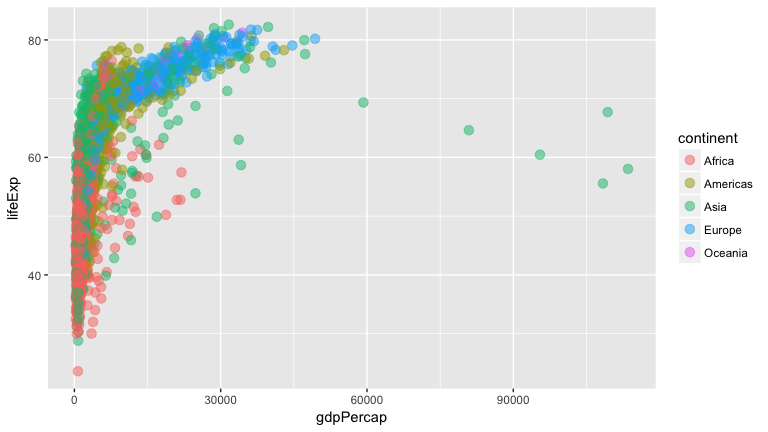 80
60
40
lifeExp
0 30000 60000 90000
gdpPercap
continent
Africa
Americas
Asia
Europe
Oceania